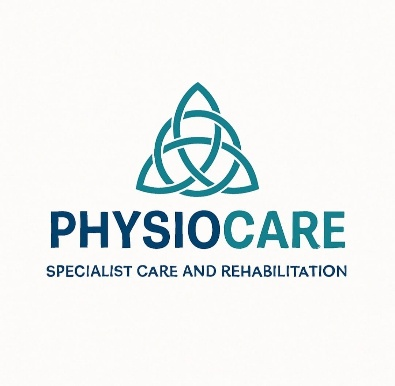 PHYSIOCARE
SPECIALIST CARE AND REHABILITATION